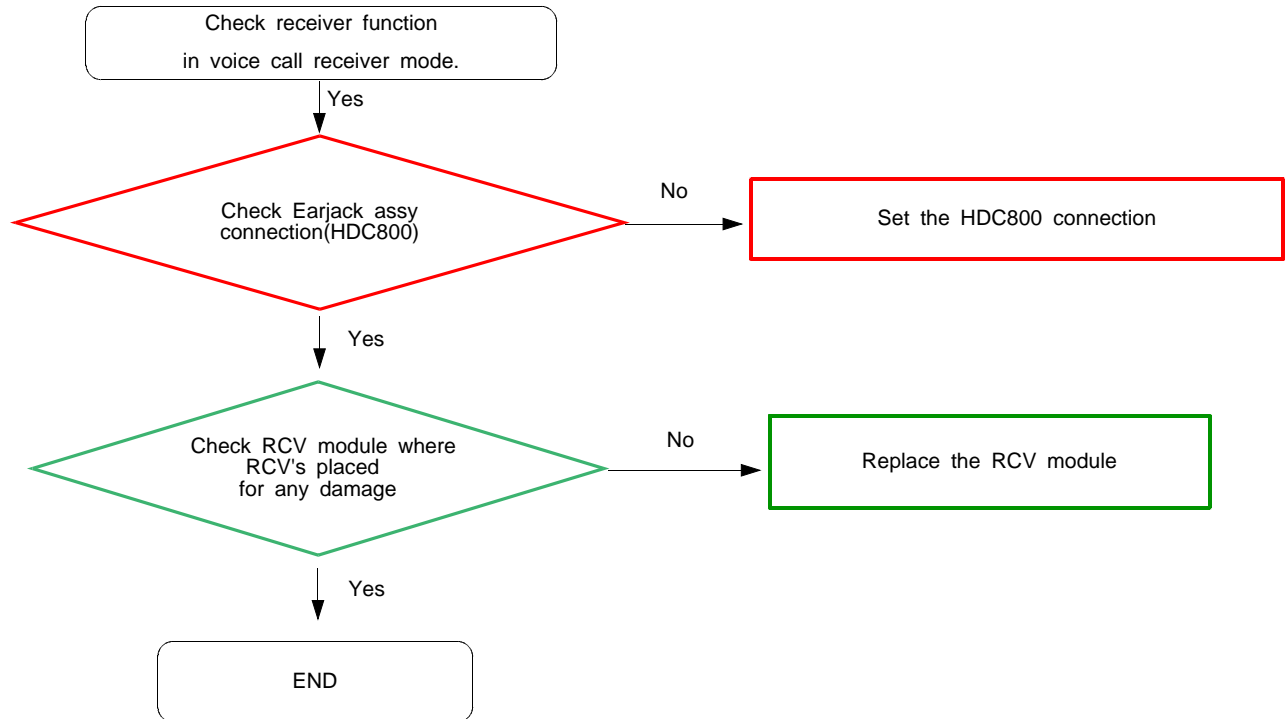 Check receiver function
in voice call receiver mode.
Yes
Check Earjack assy
connection(HDC800)
No
Set the HDC800 connection
Yes
Check RCV module where
RCV's placed
for any damage
No
Replace the RCV module
Yes
END